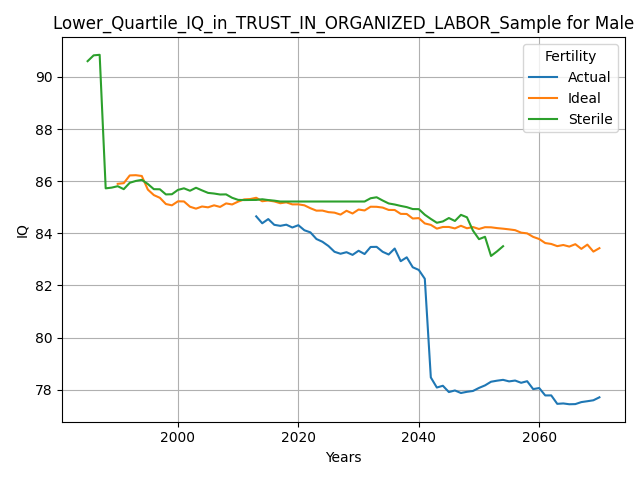 Lower_Quartile_IQ_in_TRUST_IN_ORGANIZED_LABOR_Sample for Male
Fertility
Actual
Ideal
Sterile
IQ
90
88
86
84
82
80
78
2000
2020
2040
2060
Years